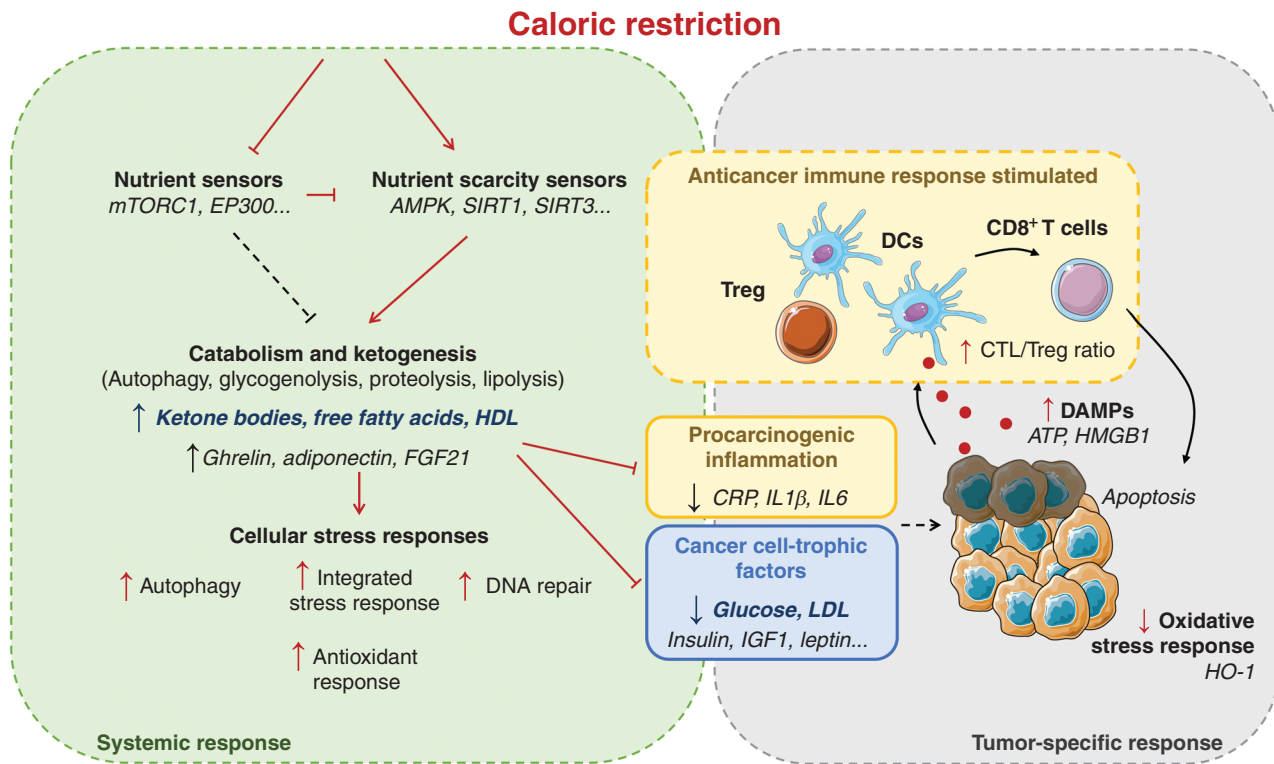 Caloric restriction
Nutrient sensors
mTORC1, EP300...
Nutrient scarcity sensors
AMPK, SIRT1, SIRT3...
Catabolism and ketogenesis
(Autophagy, glycogenolysis, proteolysis, lipolysis)
↑ Ketone bodies, free fatty acids, HDL
↑ Ghrelin, adiponectin, FGF21
Cellular stress responses
↑ Autophagy
↑ Integrated
stress response
↑ DNA repair
↑ Antioxidant
response
Systemic response
Anticancer immune response stimulated
DCs
CD8⁺ T cells
Treg
↑ CTL/Treg ratio
Procarcinogenic
inflammation
↓ CRP, IL1β, IL6
Cancer cell-trophic
factors
↓ Glucose, LDL
Insulin, IGF1, leptin...
↑ DAMPs
ATP, HMGB1
Apoptosis
↓ Oxidative
stress response
HO-1
Tumor-specific response